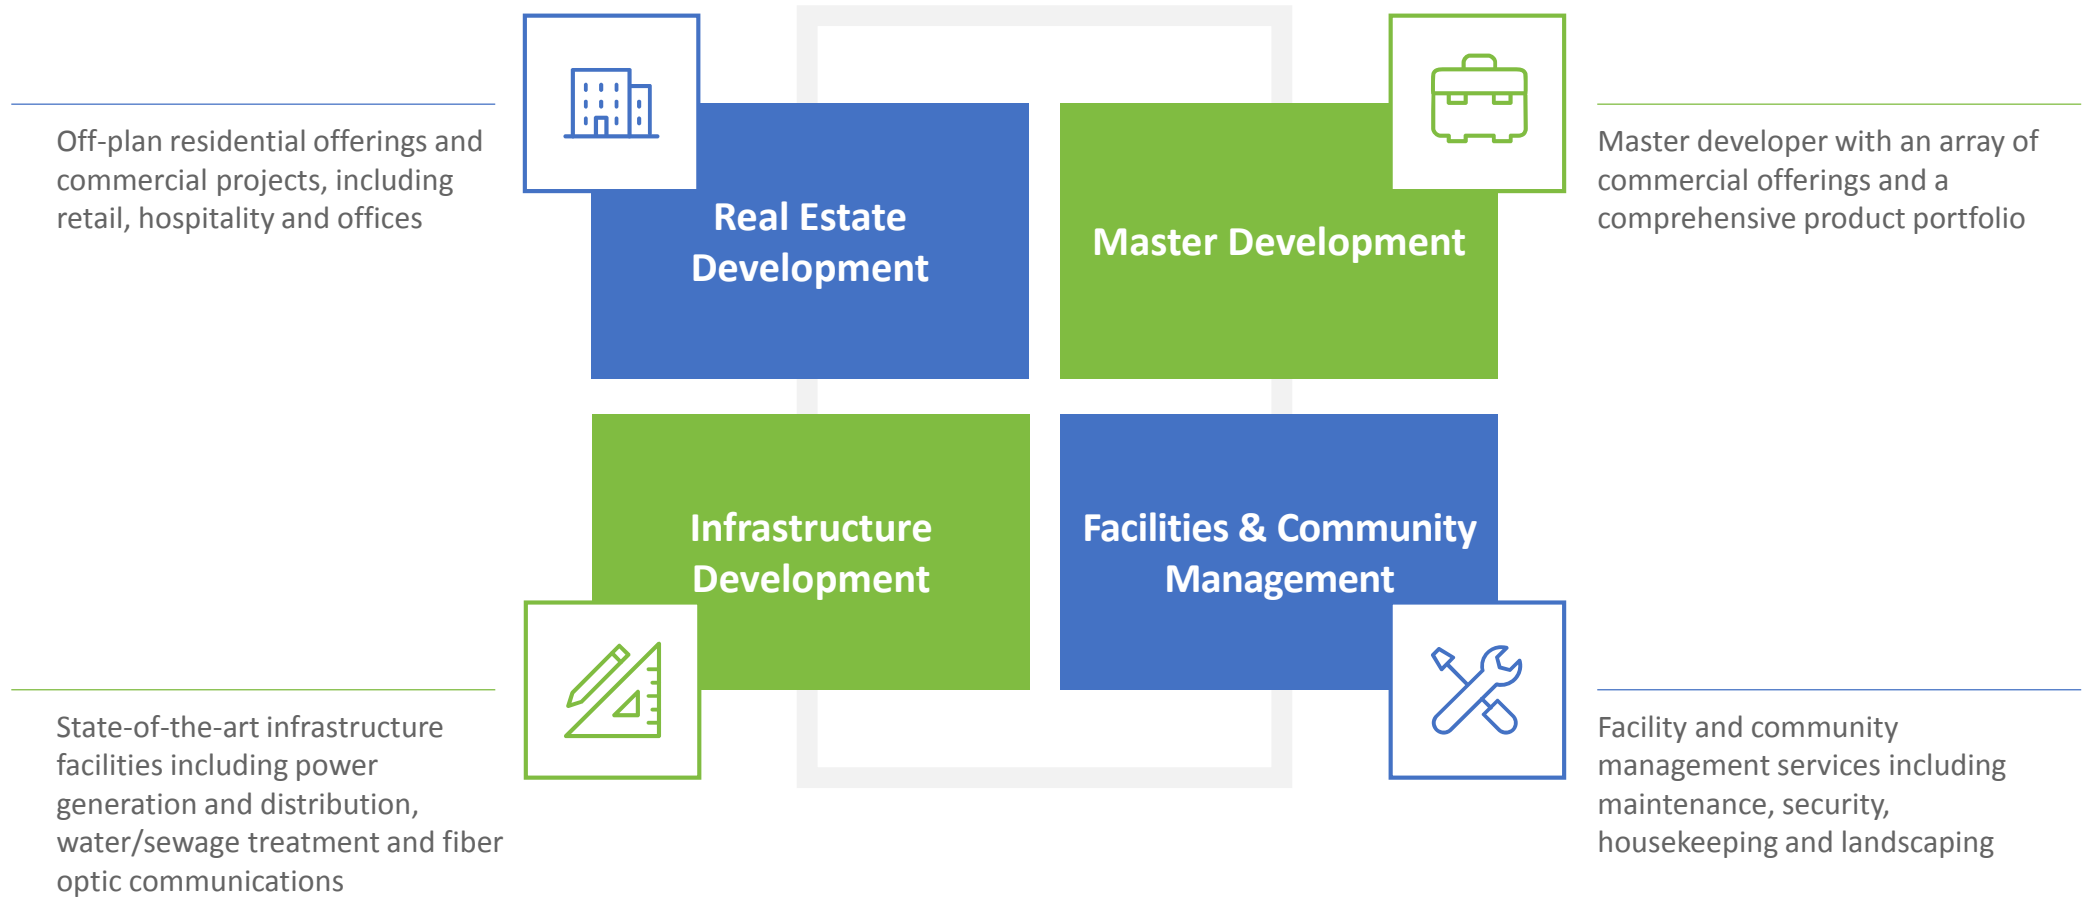 Off-plan residential offerings and
commercial projects, including
retail, hospitality and offices
Real Estate
Development
Master Development
Master developer with an array of
commercial offerings and a
comprehensive product portfolio
Infrastructure
Development
Facilities & Community
Management
State-of-the-art infrastructure
facilities including power
generation and distribution,
water/sewage treatment and fiber
optic communications
Facility and community
management services including
maintenance, security,
housekeeping and landscaping